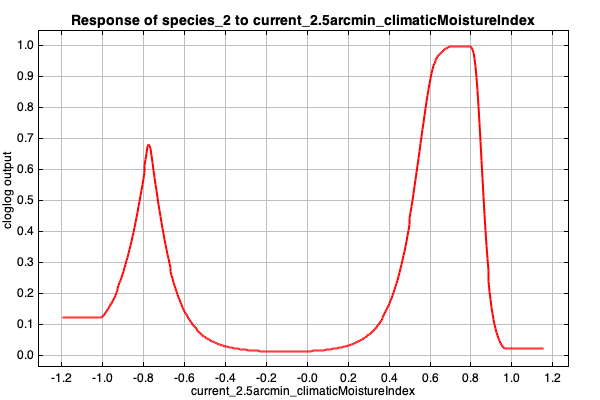 Response of species_2 to current_2.5arcmin_climaticMoistureIndex
1.0
0.9
0.8
0.7
0.6
0.5
0.4
0.3
0.2
0.1
0.0
cloglog output
-1.2 -1.0 -0.8 -0.6 -0.4 -0.2 -0.0 0.2 0.4 0.6 0.8 1.0 1.2
current_2.5arcmin_climaticMoistureIndex